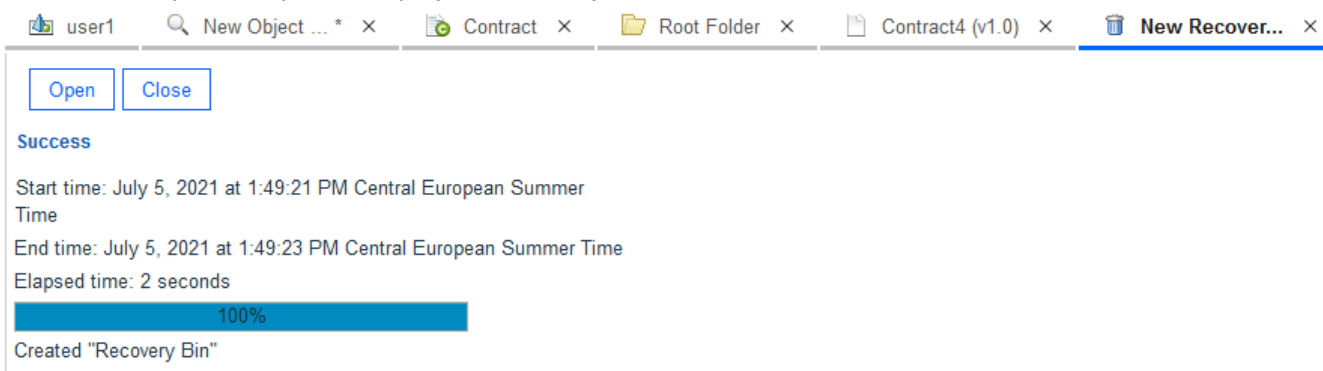 user1 New Object ... * × Contract × Root Folder × Contract4 (v1.0) × New Recover... ×
Open Close
Success
Start time: July 5, 2021 at 1:49:21 PM Central European Summer
Time
End time: July 5, 2021 at 1:49:23 PM Central European Summer Time
Elapsed time: 2 seconds
100%
Created "Recovery Bin"